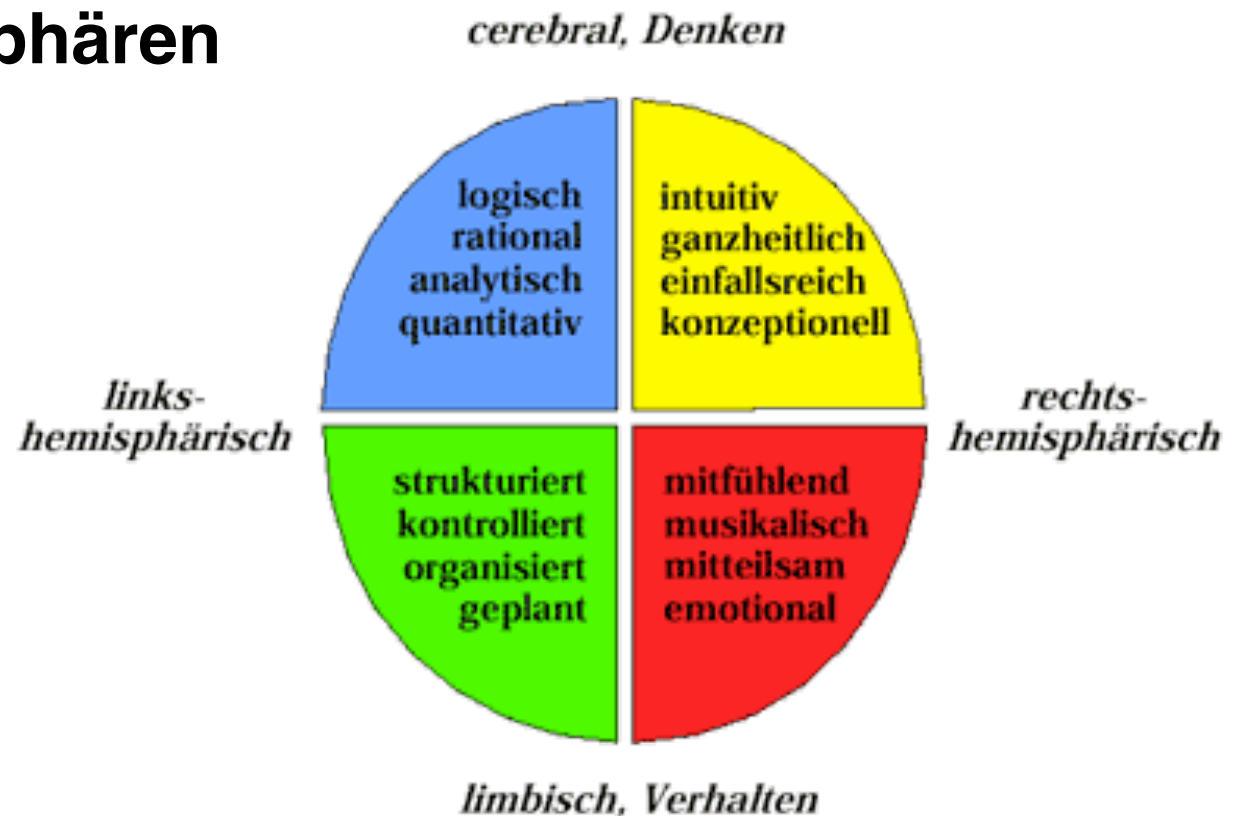 phären
cerebral, Denken
logisch
rational
analytisch
quantitativ
intuitiv
ganzheitlich
einfallsreich
konzeptionell
links-
hemisphärisch
rechts-
hemisphärisch
strukturiert
kontrolliert
organisiert
geplant
mitfühlend
musikalisch
mitteilsam
emotional
limbisch, Verhalten